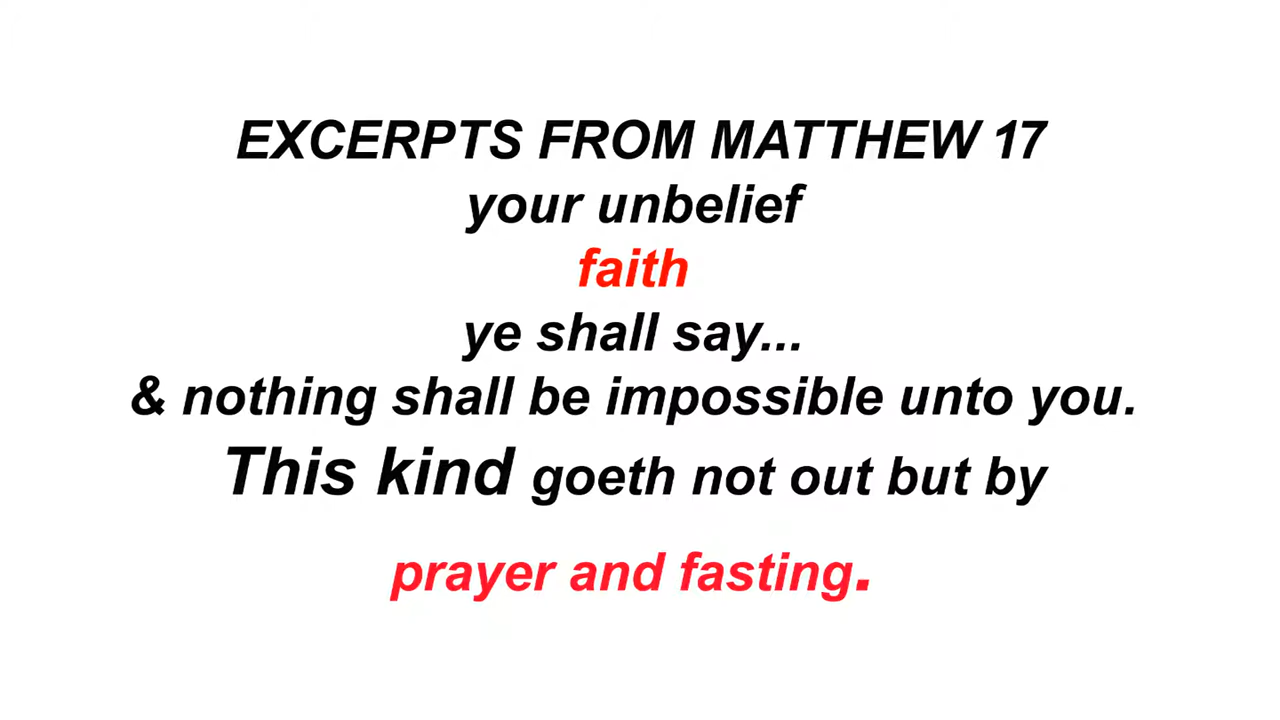 EXCERPTS FROM MATTHEW 17
your unbelief
faith
ye shall say...
& nothing shall be impossible unto you.
This kind goeth not out but by
prayer and fasting.